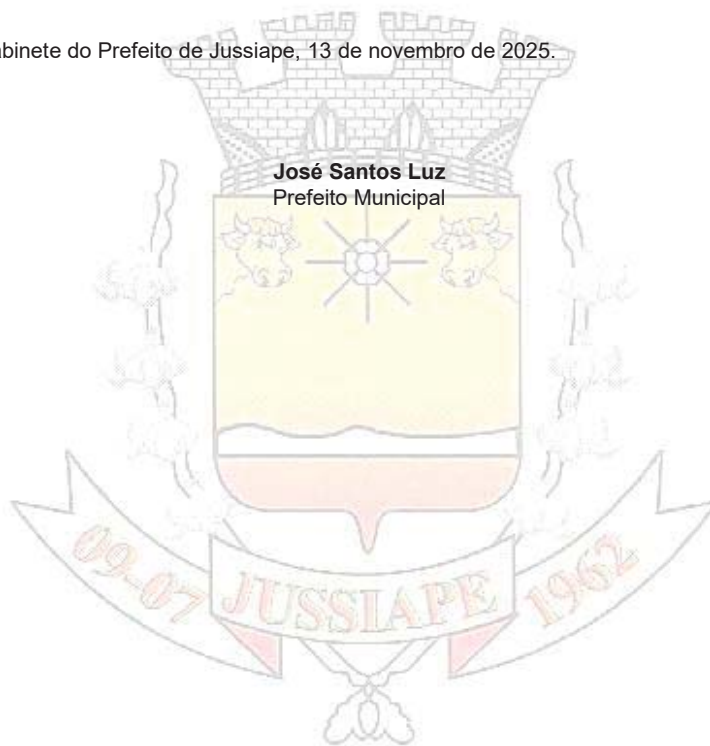 abinete do Prefeito de Jussiape, 13 de novembro de 2025.
José Santos Luz
Prefeito Municipal
09-07
JUSSIAPE
1962